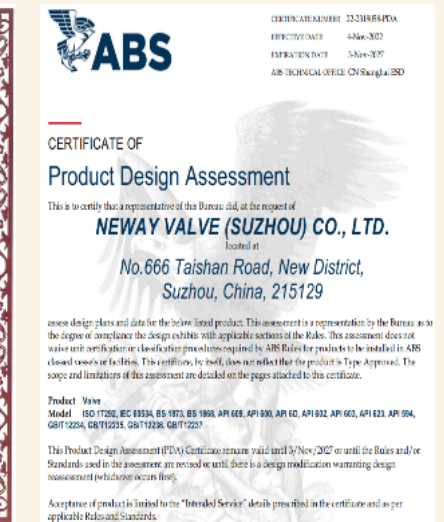 ABS
CERTIFICATE NUMBER 22-2319058-PDA
EFFECTIVE DATE 4-Nov-2022
EXPIRATION DATE 3-Nov-2027
ABS TECHNICAL OFFICE CN Shanghai ESD
CERTIFICATE OF
Product Design Assessment
This is to certify that a representative of this Bureau did, at the request of
NEWAY VALVE (SUZHOU) CO., LTD.
located at
No.666 Taishan Road, New District,
Suzhou, China, 215129
assess design plans and data for the below listed product. This assessment is a representation by the Bureau as to
the degree of compliance the design exhibits with applicable sections of the Rules. This assessment does not
waive unit certification or classification procedures required by ABS Rules for products to be installed in ABS
classed vessels or facilities. This certificate, by itself, does not reflect that the product is Type Approved. The
scope and limitations of this assessment are detailed on the pages attached to this certificate.
Product Valve
Model ISO 17292, IEC 60534, BS 1873, BS 1868, API 609, API 600, API 6D, API 602, API 603, API 623, API 594,
GB/T12234, GB/T12235, GB/T12238, GB/T12237
This Product Design Assessment (PDA) Certificate remains valid until 3/Nov/2027 or until the Rules and/or
Standards used in the assessment are revised or until there is a design modification warranting design
reassessment (whichever occurs first).
Acceptance of product is limited to the "Intended Service" details prescribed in the certificate and as per
applicable Rules and Standards.